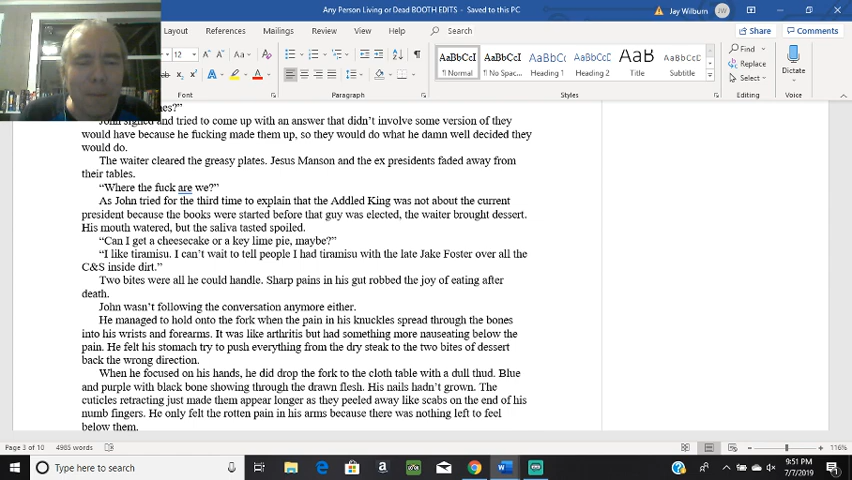 Any Person Living or Dead BOOTH EDITS - Saved to this PC
Jay Wilburn JW
Layout References Mailings Review View Help Search Share Comments
12
Paragraph Styles Editing Voice
AaBbCcI AaBbCcI AaBbCcI AaBbCcI AaB AaBbCcI
¶ Normal ¶ No Spac... Heading 1 Heading 2 Title Subtitle
Find
Replace
Select
Dictate
John signed and tried to come up with an answer that didn't involve some version of they
would have because he fucking made them up, so they would do what he damn well decided they
would do.
The waiter cleared the greasy plates. Jesus Manson and the ex presidents faded away from
their tables.
“Where the fuck are we?”
As John tried for the third time to explain that the Addled King was not about the current
president because the books were started before that guy was elected, the waiter brought dessert.
His mouth watered, but the saliva tasted spoiled.
“Can I get a cheesecake or a key lime pie, maybe?”
“I like tiramisu. I can't wait to tell people I had tiramisu with the late Jake Foster over all the
C&S inside dirt.”
Two bites were all he could handle. Sharp pains in his gut robbed the joy of eating after
death.
John wasn't following the conversation anymore either.
He managed to hold onto the fork when the pain in his knuckles spread through the bones
into his wrists and forearms. It was like arthritis but had something more nauseating below the
pain. He felt his stomach try to push everything from the dry steak to the two bites of dessert
back the wrong direction.
When he focused on his hands, he did drop the fork to the cloth table with a dull thud. Blue
and purple with black bone showing through the drawn flesh. His nails hadn't grown. The
cuticles retracting just made them appear longer as they peeled away like scabs on the end of his
numb fingers. He only felt the rotten pain in his arms because there was nothing left to feel
below them.
Page 3 of 10 4985 words 116%
Type here to search
9:51 PM
7/7/2019